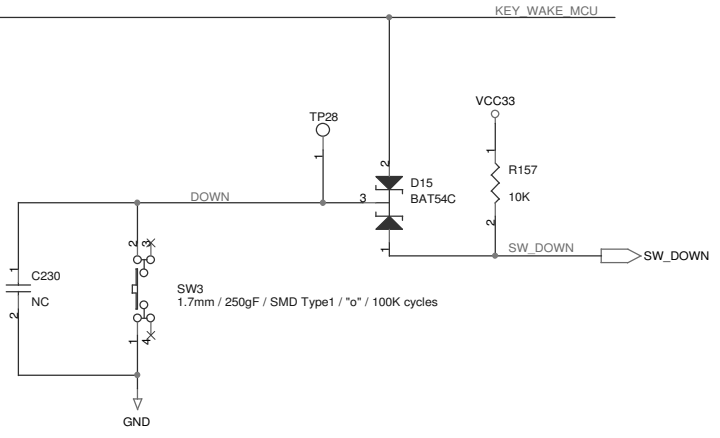 KEY_WAKE_MCU
VCC33
TP28
1
1
2
R157
D15
10K
DOWN
3
BAT54C
2
2
3
1
SW_DOWN
SW_DOWN
1
C230
SW3
NC
1.7mm / 250gF / SMD Type1 / "o" / 100K cycles
2
1
4
GND